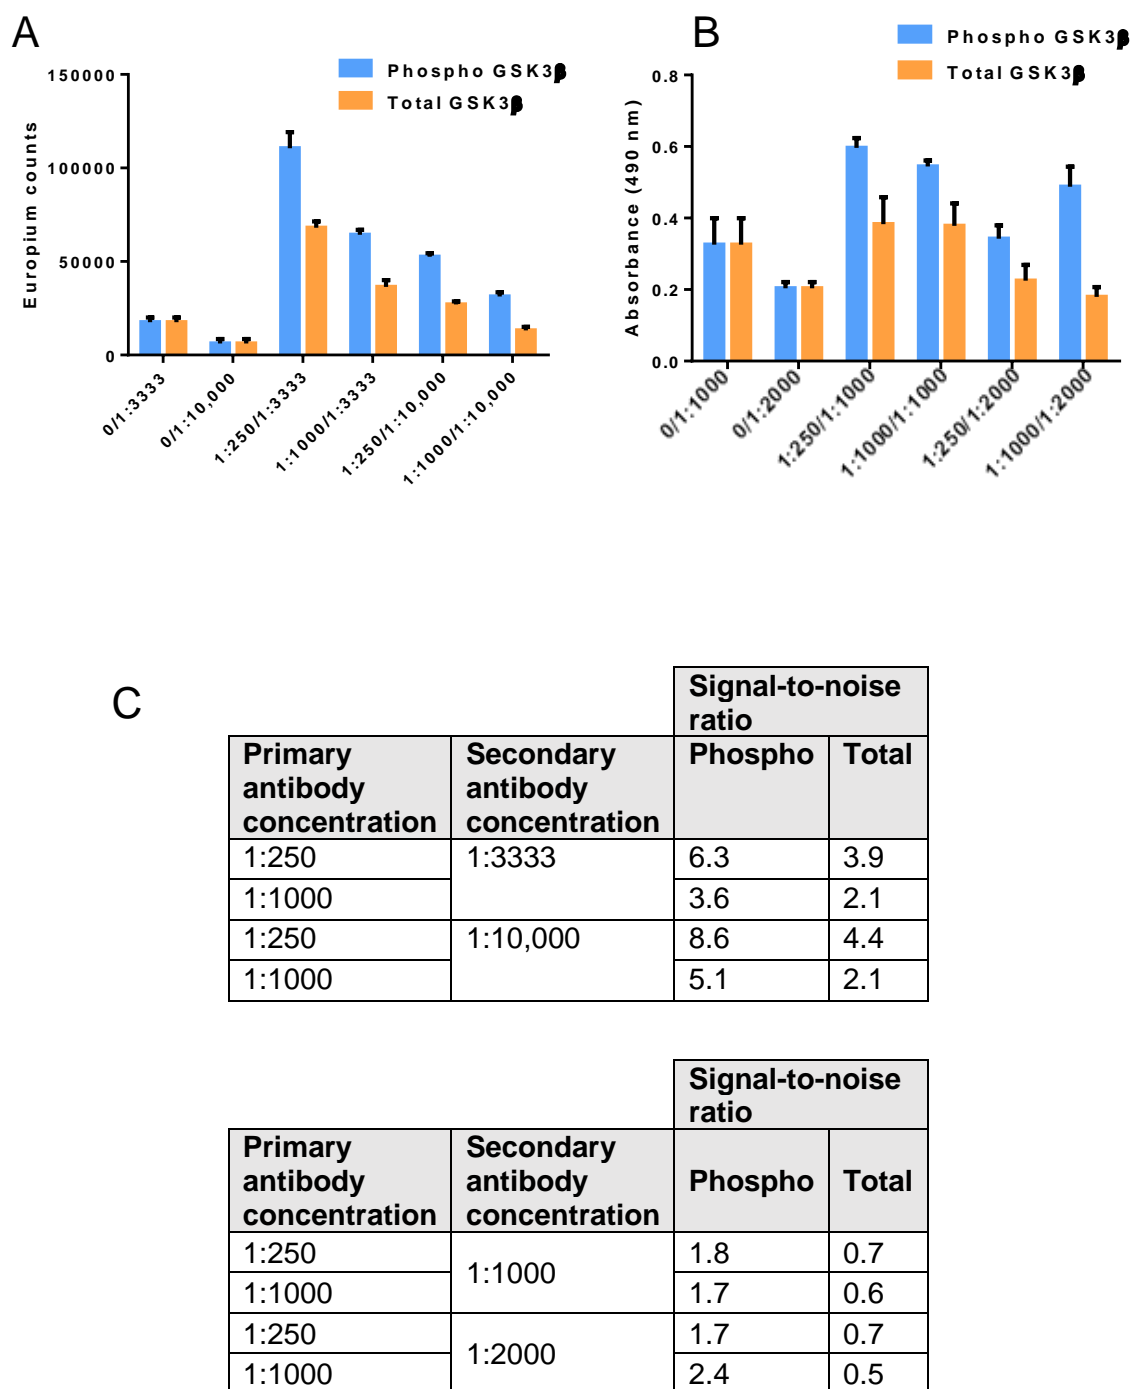 A
Phospho GSK3β
Total GSK3β
150000
100000
50000
0
Europium counts
0/1:3333
0/1:10,000
1:250/1:3333
1:1000/1:3333
1:250/1:10,000
1:1000/1:10,000
B
Phospho GSK3β
Total GSK3β
0.8
0.6
0.4
0.2
0.0
Absorbance (490 nm)
0/1:1000
0/1:2000
1:250/1:1000
1:1000/1:1000
1:250/1:2000
1:1000/1:2000
C
Signal-to-noise
ratio
Primary antibody concentration
Secondary antibody concentration
Phospho
Total
1:250 1:3333 6.3 3.9
1:1000 3.6 2.1
1:250 1:10,000 8.6 4.4
1:1000 5.1 2.1
Signal-to-noise
ratio
Primary antibody concentration
Secondary antibody concentration
Phospho
Total
1:250 1:1000 1.8 0.7
1:1000 1.7 0.6
1:250 1:2000 1.7 0.7
1:1000 2.4 0.5